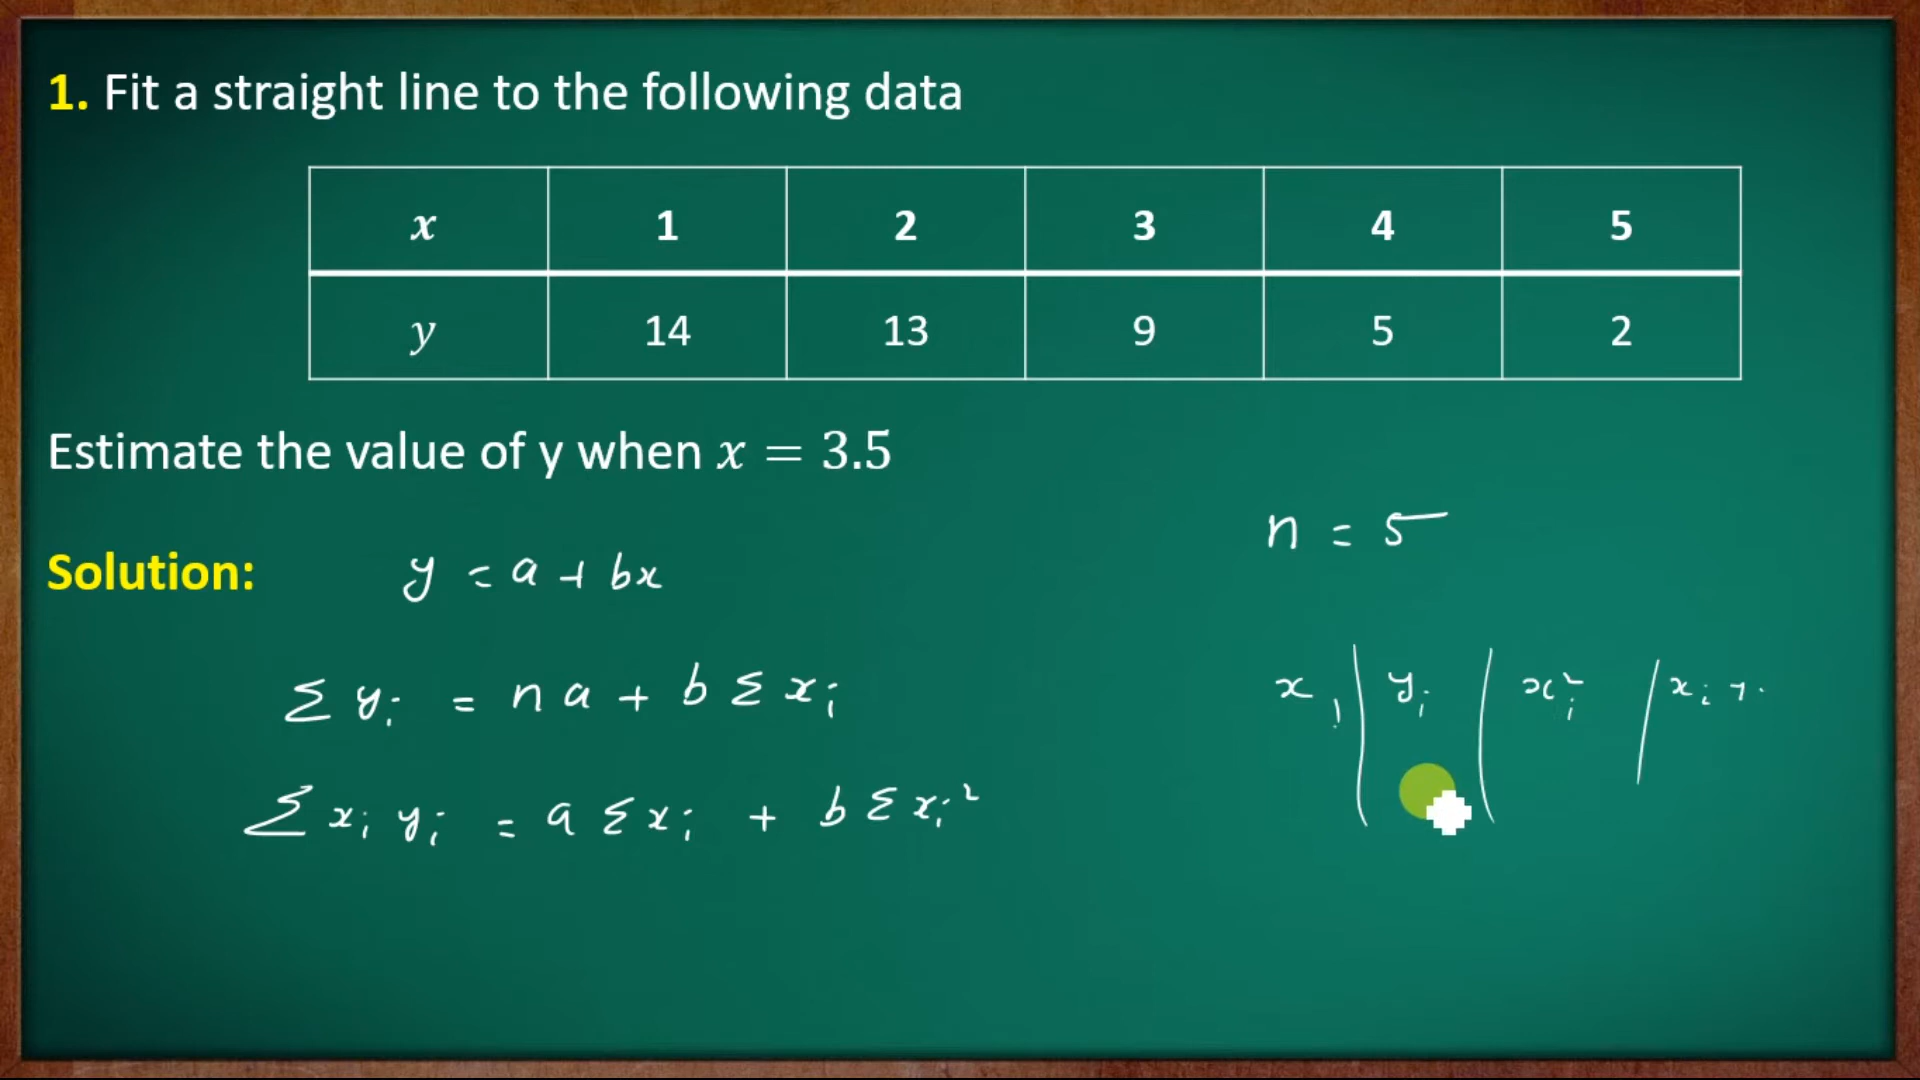 1. Fit a straight line to the following data
x 1 2 3 4 5
y 14 13 9 5 2
Estimate the value of y when x = 3.5
n = 5
Solution: y = a + bx
Σ yᵢ = na + b Σ xᵢ
xᵢ | yᵢ | xᵢ² | xᵢ yᵢ
Σ xᵢ yᵢ = a Σ xᵢ + b Σ xᵢ²